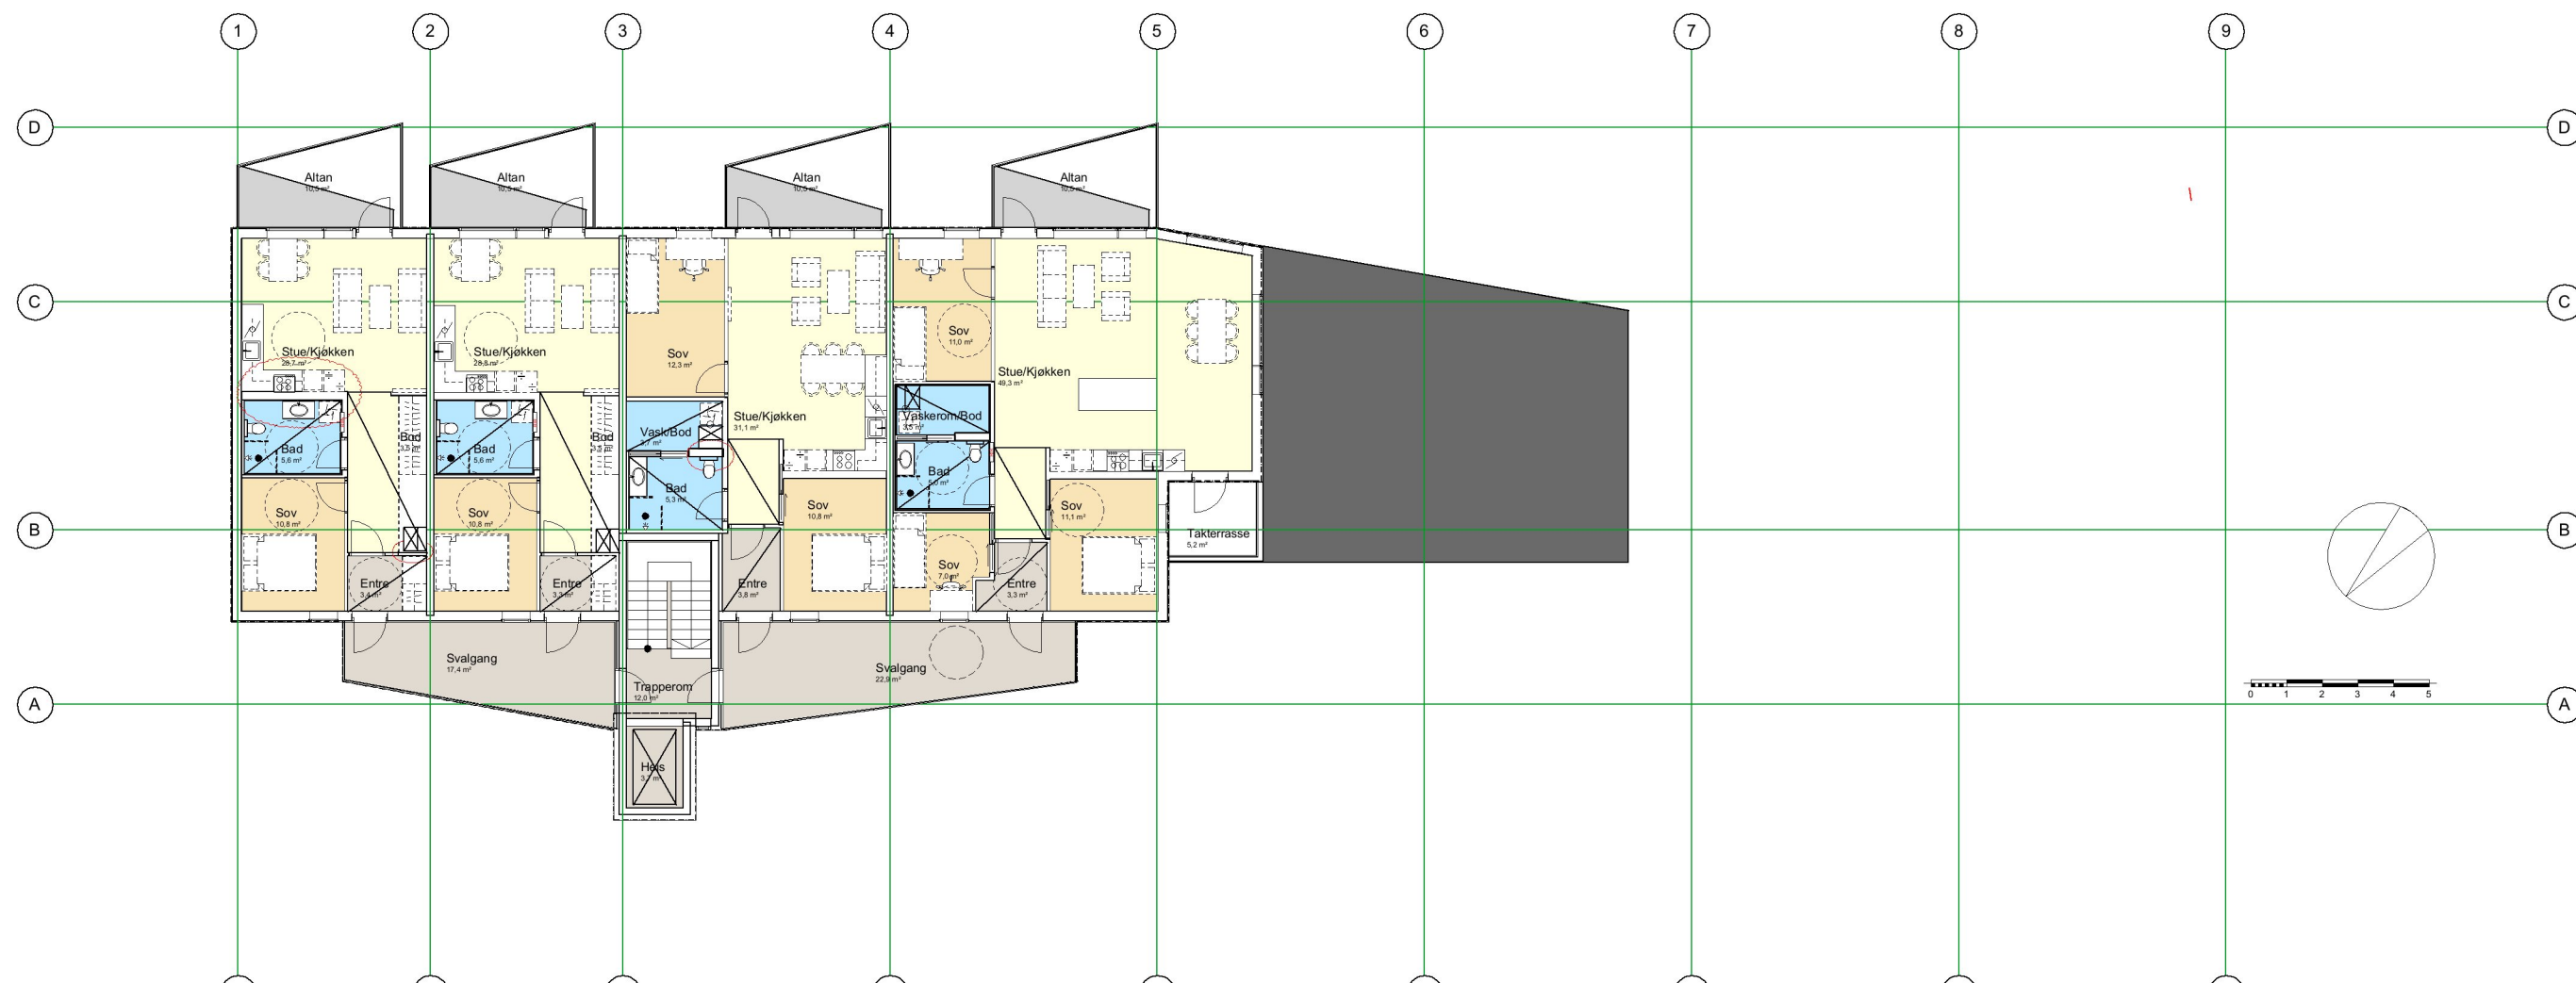 1 2 3 4 5 6 7 8 9
D D
Altan
10,5 m²
Altan
10,5 m²
Altan
10,5 m²
Altan
10,5 m²
C C
Stue/Kjøkken
28,7 m²
Stue/Kjøkken
Sov
12,3 m²
Sov
11,0 m²
Stue/Kjøkken
49,3 m²
Stue/Kjøkken
31,1 m²
Vaskerom/Bod
3,5 m²
Vask/Bod
3,7 m²
Bod
Bod
Bad
5,6 m²
Bad
5,6 m²
Bad
5,0 m²
Bad
5,3 m²
Sov
10,8 m²
Sov
10,8 m²
Sov
10,8 m²
Sov
11,1 m²
B B
Takterrasse
5,2 m²
Sov
7,0 m²
Entre
3,4 m²
Entre
3,3 m²
Entre
3,8 m²
Entre
3,3 m²
Svalgang
17,4 m²
Svalgang
22,9 m²
Trapperom
12,0 m²
0 1 2 3 4 5
A A
Heis